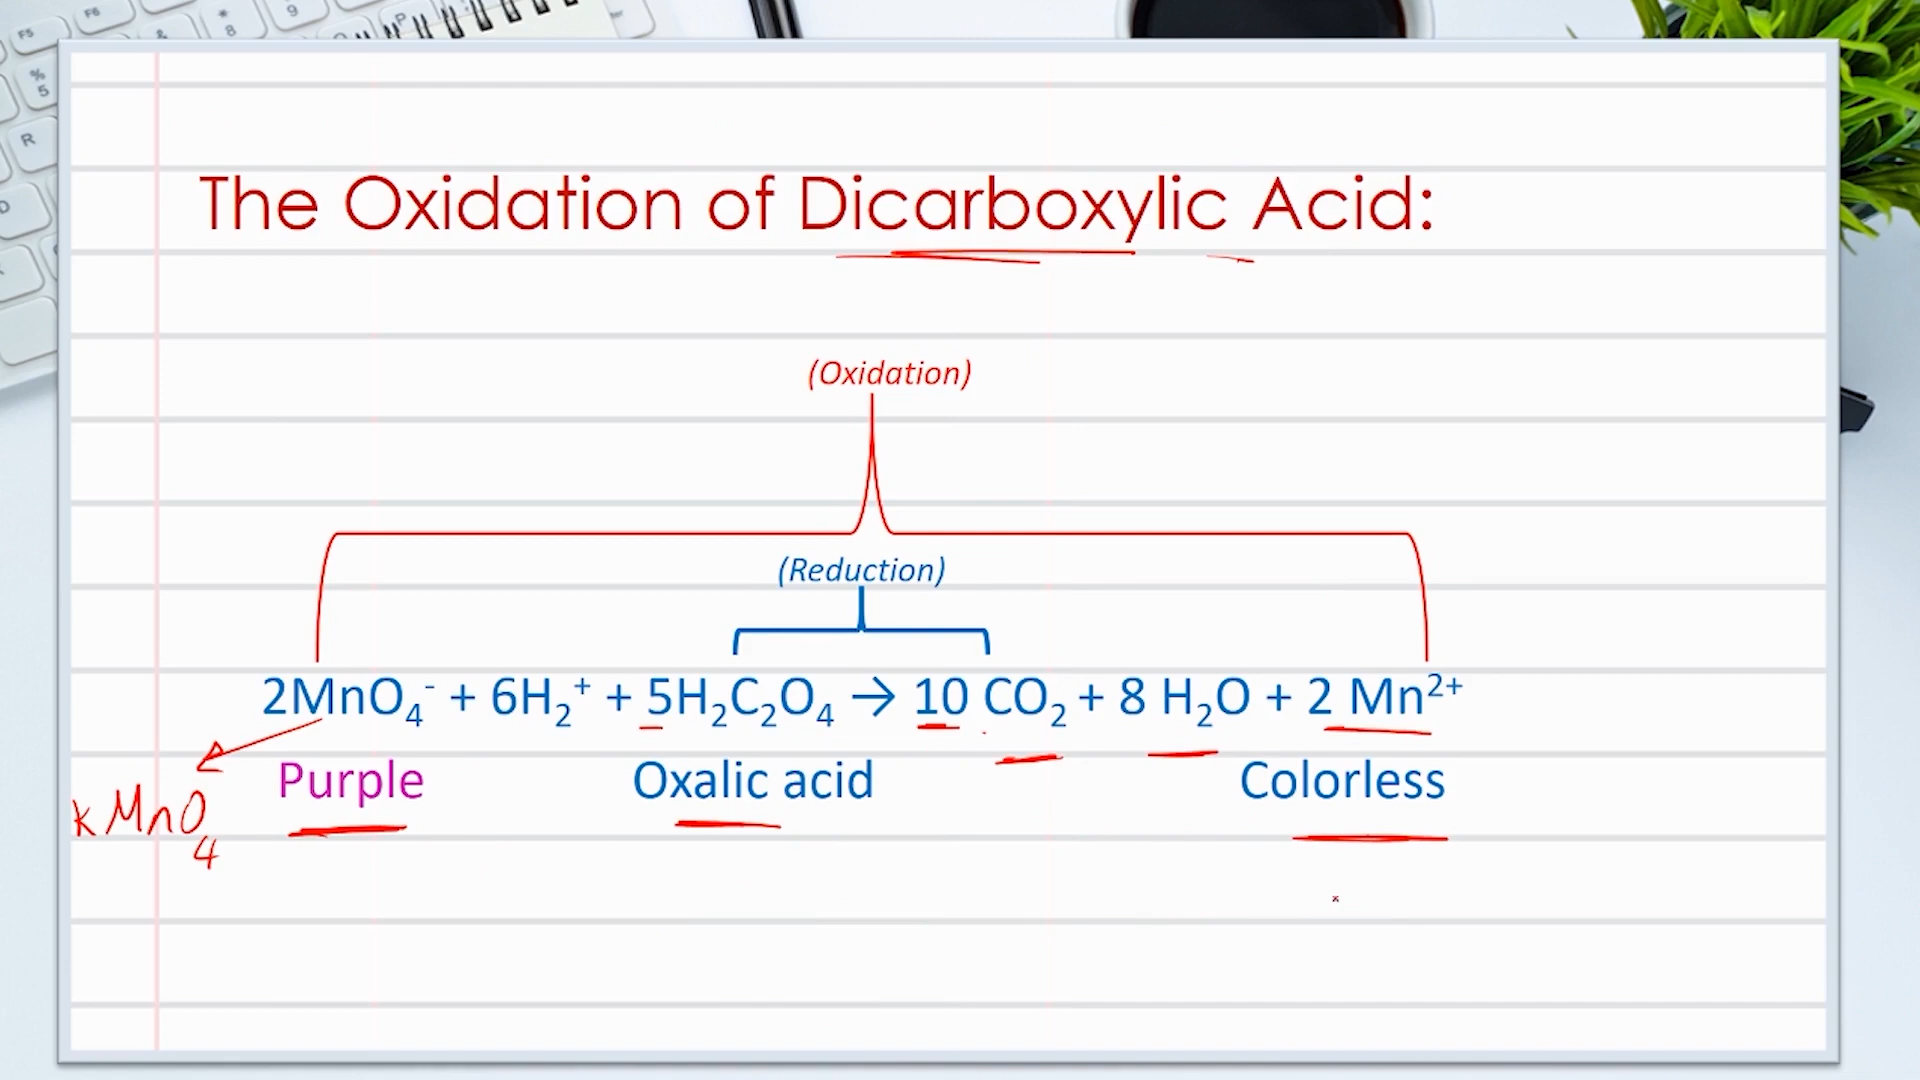 The Oxidation of Dicarboxylic Acid:
(Oxidation)
(Reduction)
2MnO₄⁻ + 6H₂⁺ + 5H₂C₂O₄ → 10 CO₂ + 8 H₂O + 2 Mn²⁺
Purple Oxalic acid Colorless
KMnO₄